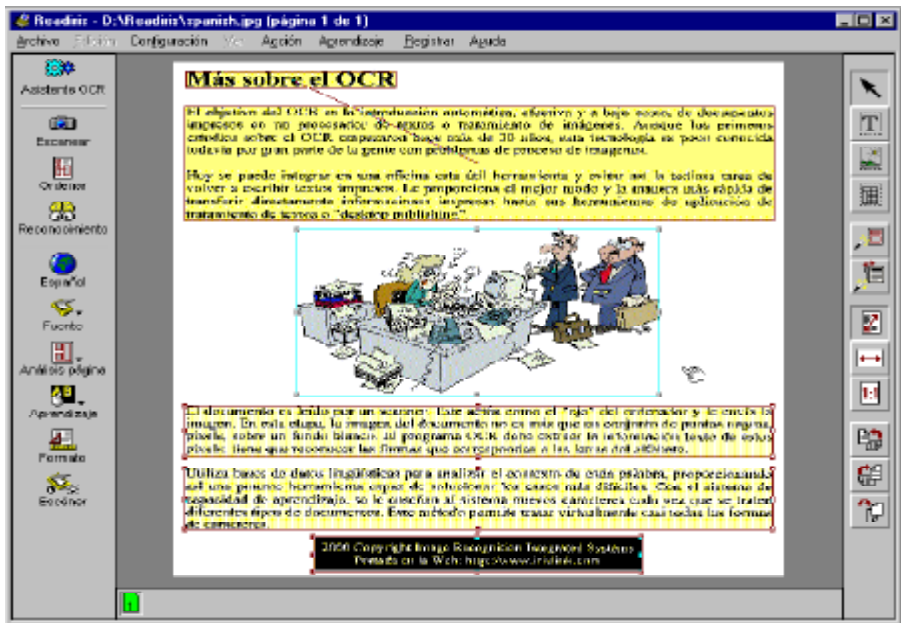 Readiris - D:\Readiris\spanish.jpg (página 1 de 1)
Archivo Edición Configuración Ver Acción Aprendizaje Registrar Ayuda
Asistente OCR
Escanear
Ordenar
Reconocimiento
Español
Fuente
Análisis página
Aprendizaje
Formato
Escáner
Más sobre el OCR
El objetivo del OCR es la introducción automática, efectiva y a bajo coste, de documentos
impresos en un procesador de textos o tratamiento de imágenes. Aunque los primeros
estudios sobre el OCR empezaron hace más de 30 años, esta tecnología es poco conocida
todavía por gran parte de la gente con problemas de proceso de imágenes.
Hoy se puede integrar en una oficina esta útil herramienta y evitar así la tediosa tarea de
volver a escribir textos impresos. Le proporciona el mejor modo y la manera más rápida de
transferir directamente informaciones impresas hacia sus herramientas de aplicación de
tratamiento de textos o "desktop publishing"
El documento es leído por un scanner. Este actúa como el "ojo" del ordenador y le envía la
imagen. En esta etapa, la imagen del documento no es más que un conjunto de puntos negros,
pixels, sobre un fondo blanco. El programa OCR debe extraer la información texto de estos
pixels: tiene que reconocer las formas que corresponden a las letras del alfabeto.
Utiliza bases de datos lingüísticas para analizar el contexto de cada palabra, proporcionando
así una potente herramienta capaz de solucionar los casos más difíciles. Con el sistema de
capacidad de aprendizaje, se le enseñan al sistema nuevos carácteres cada vez que se traten
diferentes tipos de documentos. Este método permite tratar virtualmente casi todas las formas
de carácteres.
2000 Copyright Image Recognition Integrated Systems
Presente en la Web: http://www.irislink.com
T
1:1
1